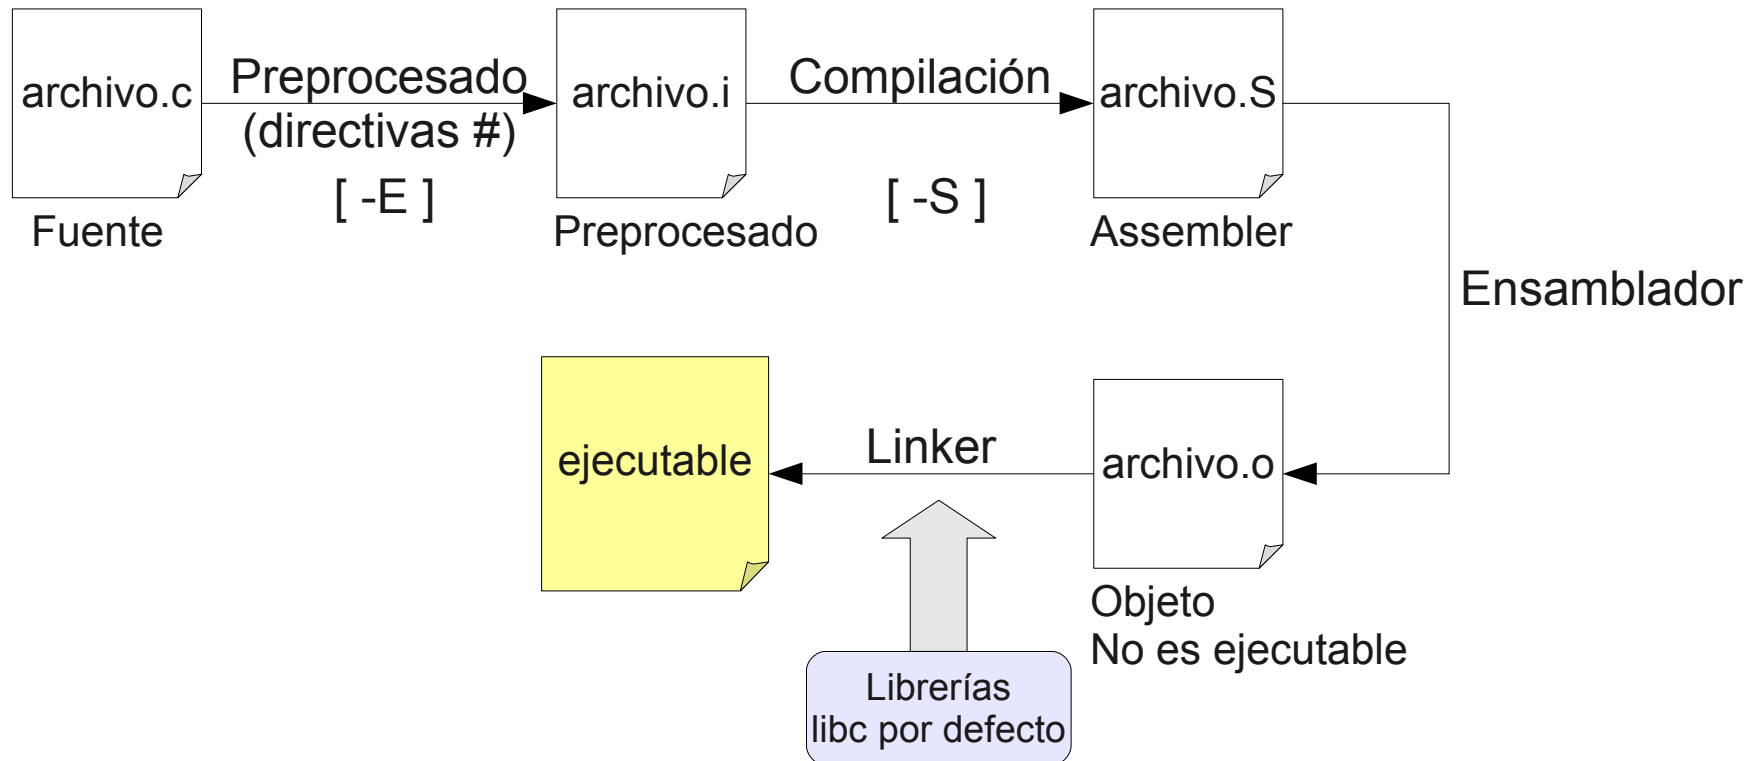 archivo.c
Preprocesado
(directivas #)
[ -E ]
archivo.i
Compilación
[ -S ]
archivo.S
Fuente
Preprocesado
Assembler
Ensamblador
ejecutable
Linker
archivo.o
Objeto
No es ejecutable
Librerías
libc por defecto